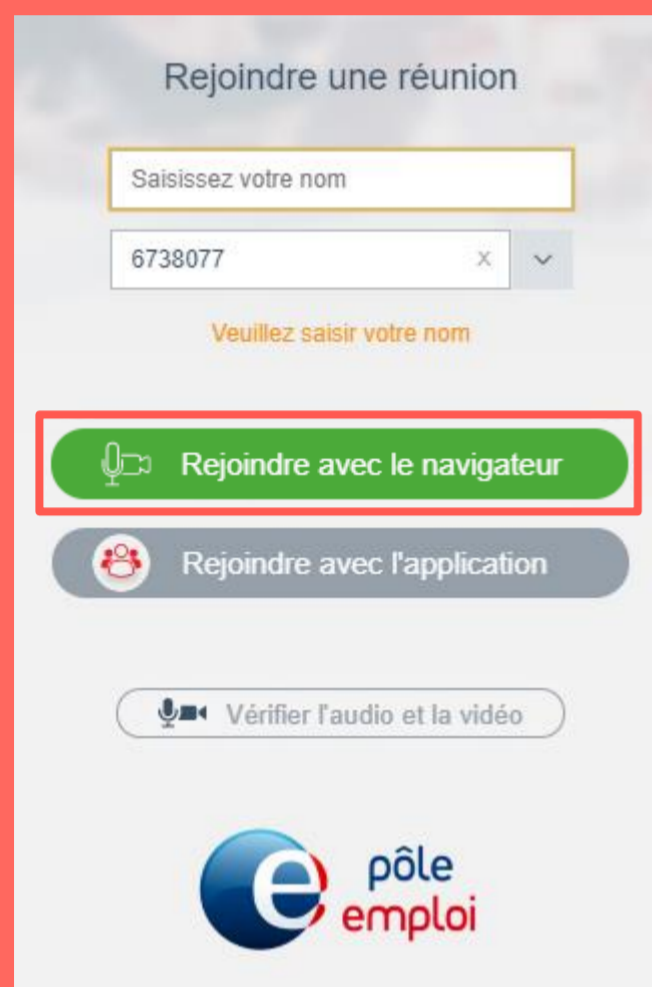 Rejoindre une réunion
Saisissez votre nom
6738077 x
Veuillez saisir votre nom
Rejoindre avec le navigateur
Rejoindre avec l'application
Vérifier l'audio et la vidéo
e pôle
emploi